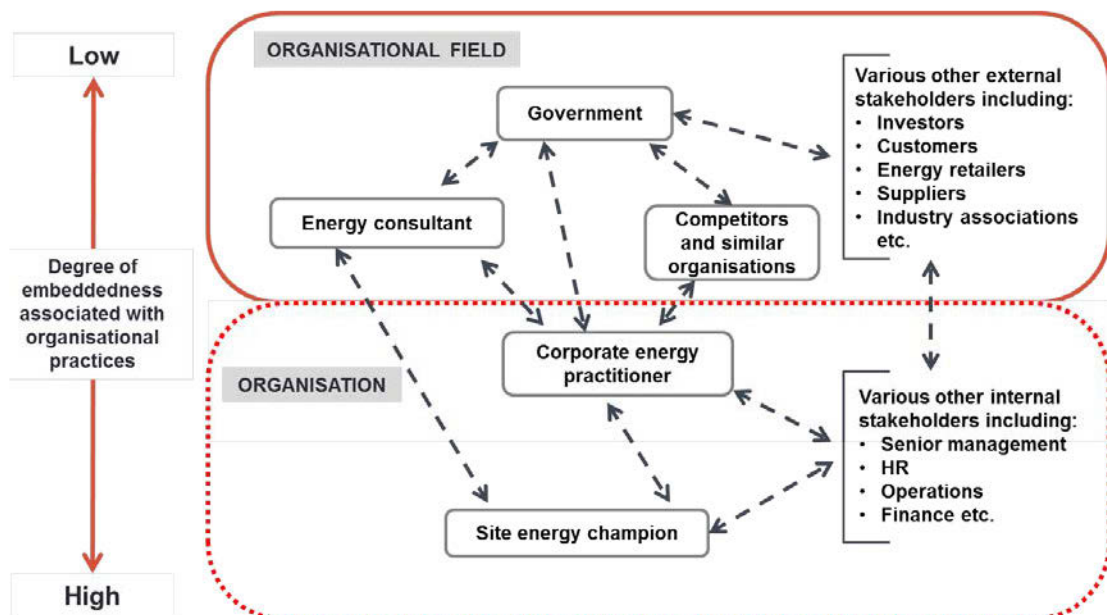 Low
Degree of
embeddedness
associated with
organisational
practices
High
ORGANISATIONAL FIELD
Government
Energy consultant
Competitors
and similar
organisations
Various other external
stakeholders including:
• Investors
• Customers
• Energy retailers
• Suppliers
• Industry associations
etc.
ORGANISATION
Corporate energy
practitioner
Site energy champion
Various other internal
stakeholders including:
• Senior management
• HR
• Operations
• Finance etc.